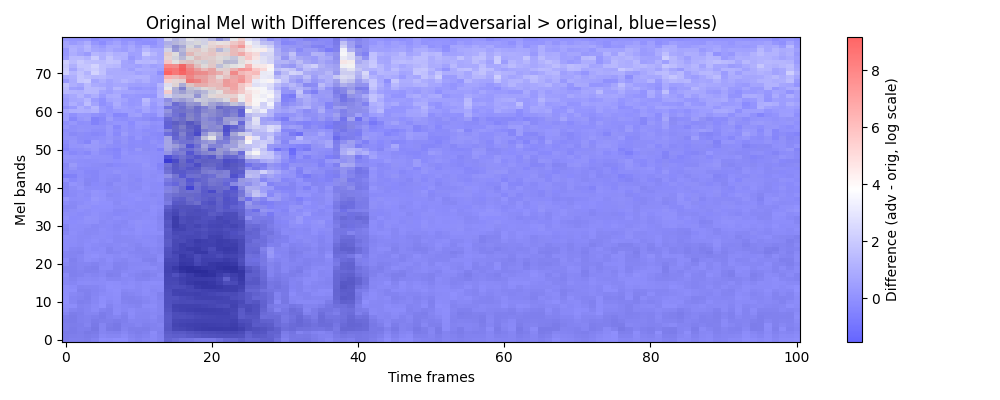 Original Mel with Differences (red=adversarial > original, blue=less)
Mel bands
70
60
50
40
30
20
10
0
0 20 40 60 80 100
Time frames
8
6
4
2
0
Difference (adv - orig, log scale)